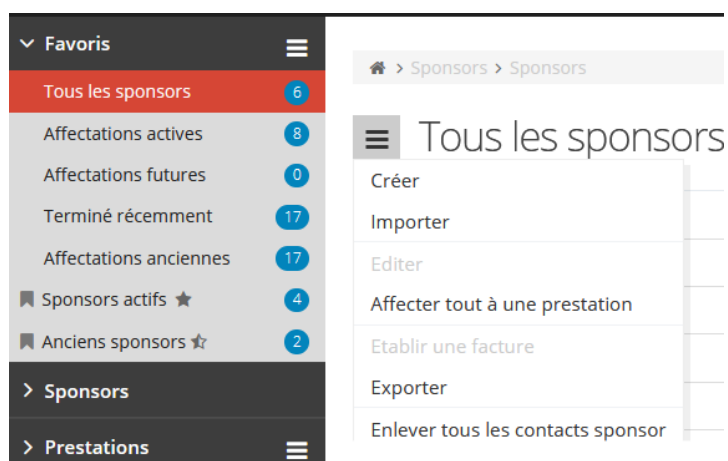 Favoris
Tous les sponsors 6
Affectations actives 8
Affectations futures 0
Terminé récemment 17
Affectations anciennes 17
Sponsors actifs 4
Anciens sponsors 2
Sponsors
Prestations
> Sponsors > Sponsors
Tous les sponsors
Créer
Importer
Editer
Affecter tout à une prestation
Etablir une facture
Exporter
Enlever tous les contacts sponsor